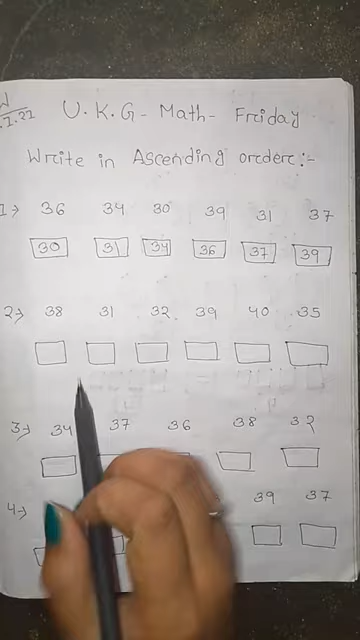 U.K.G- Math- Friday
Write in Ascending order:-
1→ 36 34 30 39 31 37
30 31 34 36 37 39
2→ 38 31 32 39 40 35
3→ 34 37 36 38 32
4→ 39 37